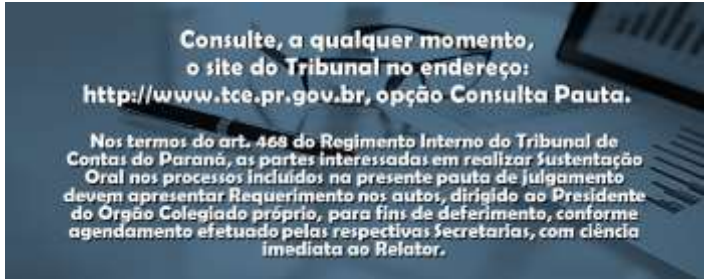 Consulte, a qualquer momento,
o site do Tribunal no endereço:
http://www.tce.pr.gov.br, opção Consulta Pauta.
Nos termos do art. 468 do Regimento Interno do Tribunal de
Contas do Paraná, as partes interessadas em realizar Sustentação
Oral nos processos incluídos na presente pauta de julgamento
devem apresentar Requerimento nos autos, dirigido ao Presidente
do Órgão Colegiado próprio, para fins de deferimento, conforme
agendamento efetuado pelas respectivas Secretarias, com ciência
imediata ao Relator.